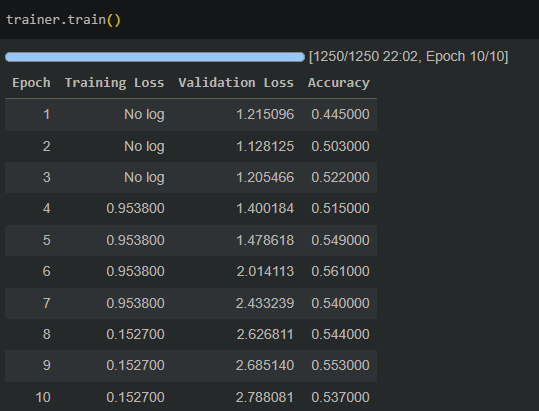 trainer.train()
[1250/1250 22:02, Epoch 10/10]
Epoch Training Loss Validation Loss Accuracy
1 No log 1.215096 0.445000
2 No log 1.128125 0.503000
3 No log 1.205466 0.522000
4 0.953800 1.400184 0.515000
5 0.953800 1.478618 0.549000
6 0.953800 2.014113 0.561000
7 0.953800 2.433239 0.540000
8 0.152700 2.626811 0.544000
9 0.152700 2.685140 0.553000
10 0.152700 2.788081 0.537000